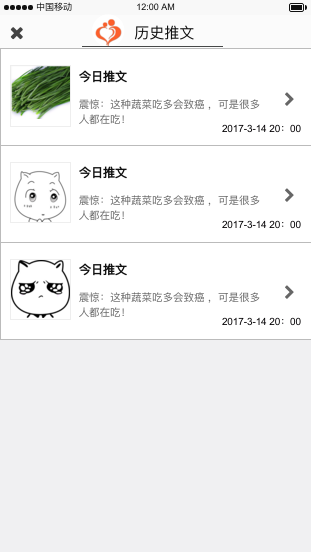 中国移动
12:00 AM
历史推文
今日推文
震惊：这种蔬菜吃多会致癌，可是很多
人都在吃！
2017-3-14 20：00
今日推文
震惊：这种蔬菜吃多会致癌，可是很多
人都在吃！
2017-3-14 20：00
今日推文
震惊：这种蔬菜吃多会致癌，可是很多
人都在吃！
2017-3-14 20：00